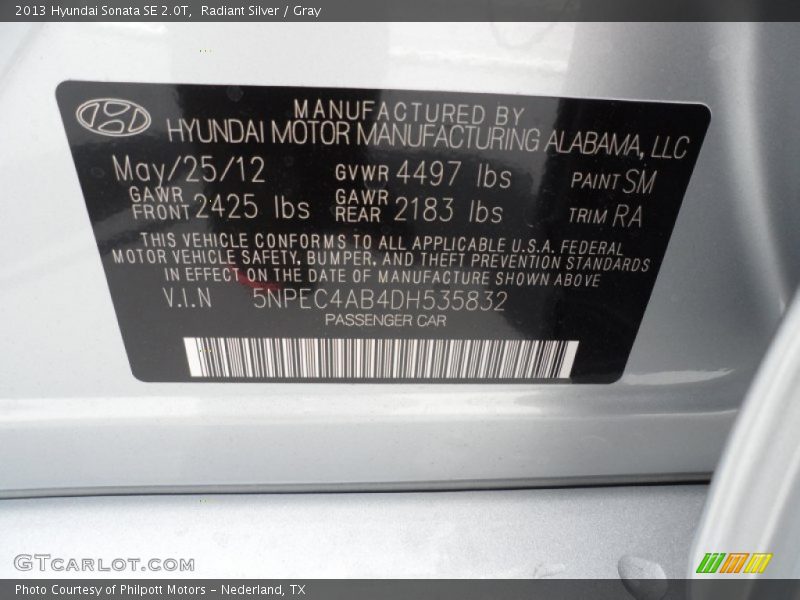 2013 Hyundai Sonata SE 2.0T,  Radiant Silver / Gray
MANUFACTURED BY
HYUNDAI MOTOR MANUFACTURING ALABAMA, LLC
May/25/12 GVWR 4497 lbs PAINT SM
GAWR FRONT 2425 lbs GAWR REAR 2183 lbs TRIM RA
THIS VEHICLE CONFORMS TO ALL APPLICABLE U.S.A. FEDERAL
MOTOR VEHICLE SAFETY, BUMPER, AND THEFT PREVENTION STANDARDS
IN EFFECT ON THE DATE OF MANUFACTURE SHOWN ABOVE
V.I.N 5NPEC4AB4DH535832
PASSENGER CAR
GTCARLOT.COM
Photo Courtesy of Philpott Motors - Nederland, TX